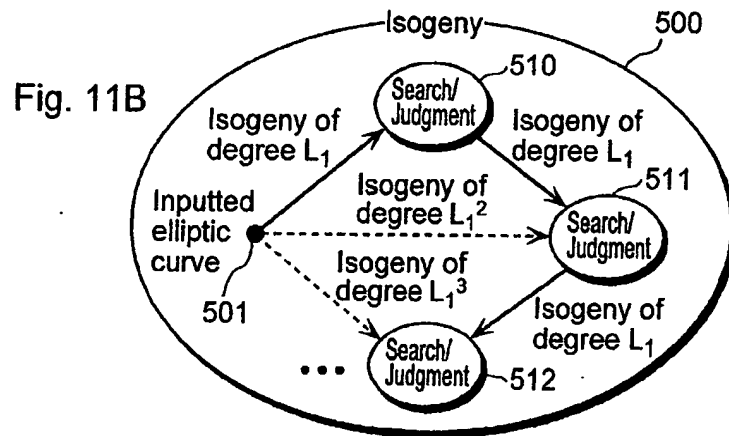 Fig. 11B
Isogeny
500
Search/
Judgment
510
Isogeny of
degree L₁
Isogeny of
degree L₁
511
Search/
Judgment
Isogeny of
degree L₁²
Inputted
elliptic
curve
501
Isogeny of
degree L₁³
Isogeny of
degree L₁
...
Search/
Judgment
512